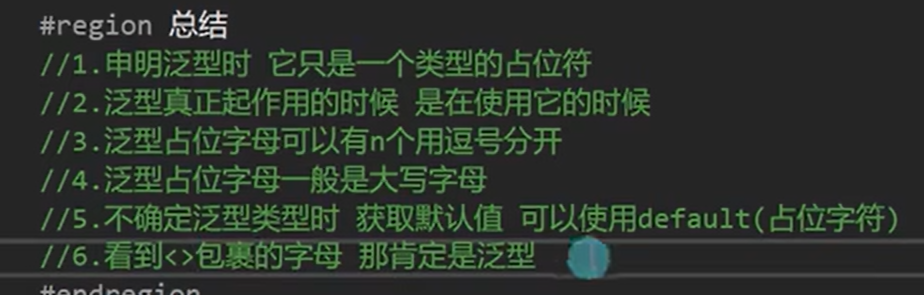 #region 总结
//1.申明泛型时 它只是一个类型的占位符
//2.泛型真正起作用的时候 是在使用它的时候
//3.泛型占位字母可以有n个用逗号分开
//4.泛型占位字母一般是大写字母
//5.不确定泛型类型时 获取默认值 可以使用default(占位字符)
//6.看到<>包裹的字母 那肯定是泛型
#endregion